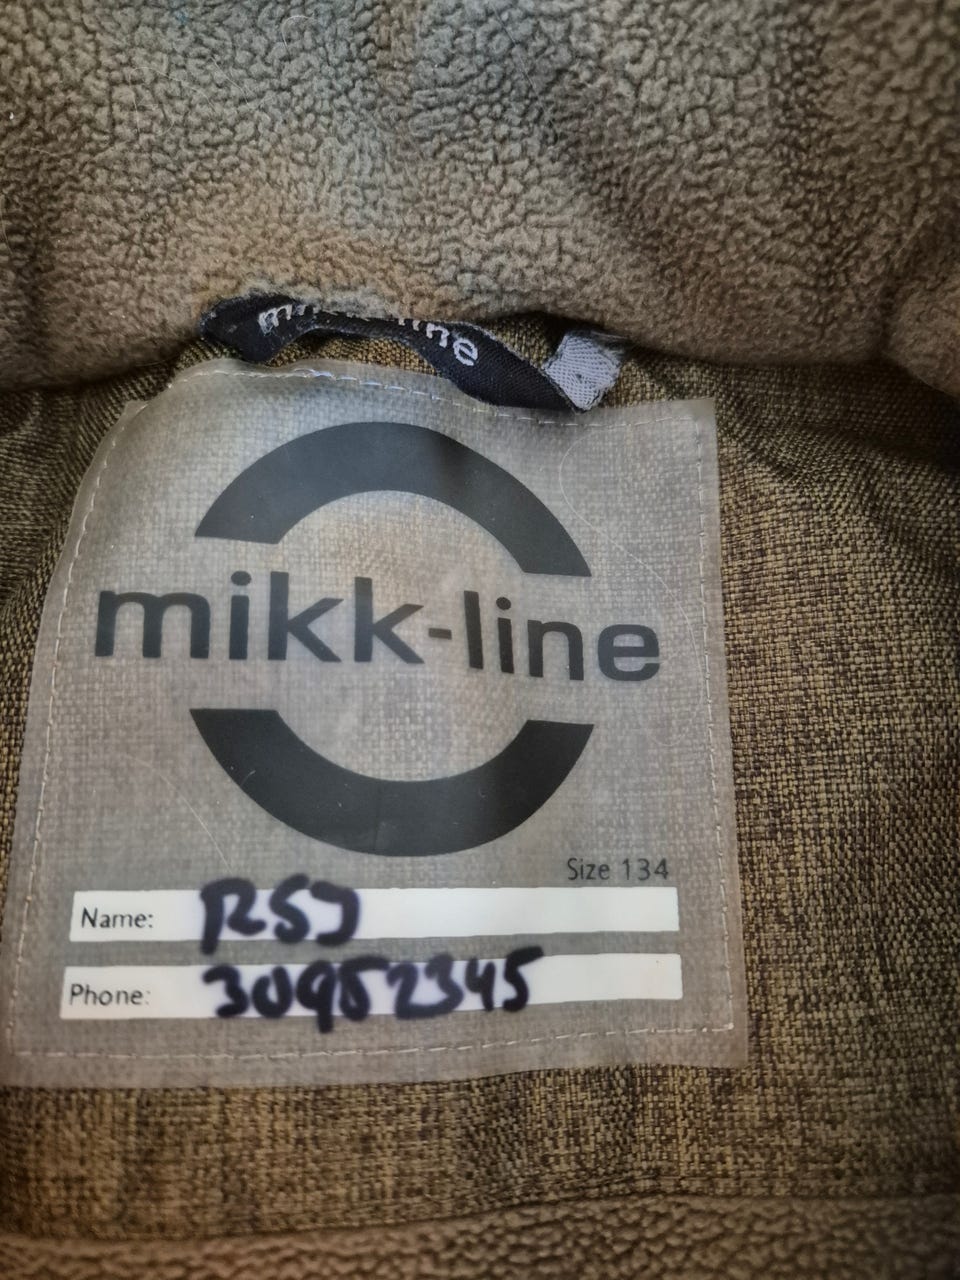 mikk-line
mikk-line
Size 134
Name: RSJ
Phone: 30952345